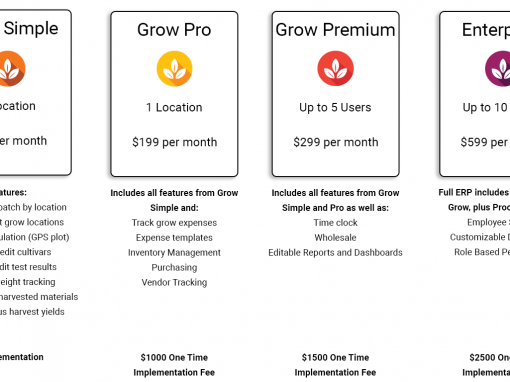 Simple
ocation
er month
atures:
batch by location
t grow locations
ulation (GPS plot)
edit cultivars
dit test results
eight tracking
harvested materials
us harvest yields
plementation
Grow Pro
1 Location
$199 per month
Includes all features from Grow
Simple and:
Track grow expenses
Expense templates
Inventory Management
Purchasing
Vendor Tracking
$1000 One Time
Implementation Fee
Grow Premium
Up to 5 Users
$299 per month
Includes all features from Grow
Simple and Pro as well as:
Time clock
Wholesale
Editable Reports and Dashboards
$1500 One Time
Implementation Fee
Enterp
Up to 10
$599 per
Full ERP includes
Grow, plus Proc
Employee S
Customizable D
Role Based Pe
$2500 On
Implementa